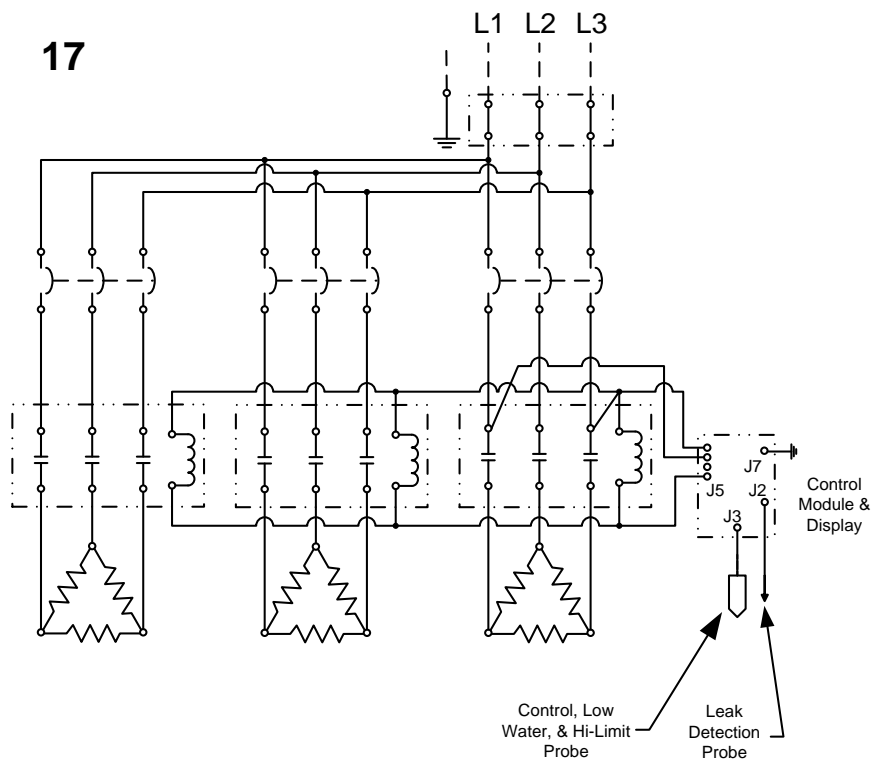 17
L1 L2 L3
J5
J7
J2
J3
Control
Module &
Display
Control, Low
Water, & Hi-Limit
Probe
Leak
Detection
Probe